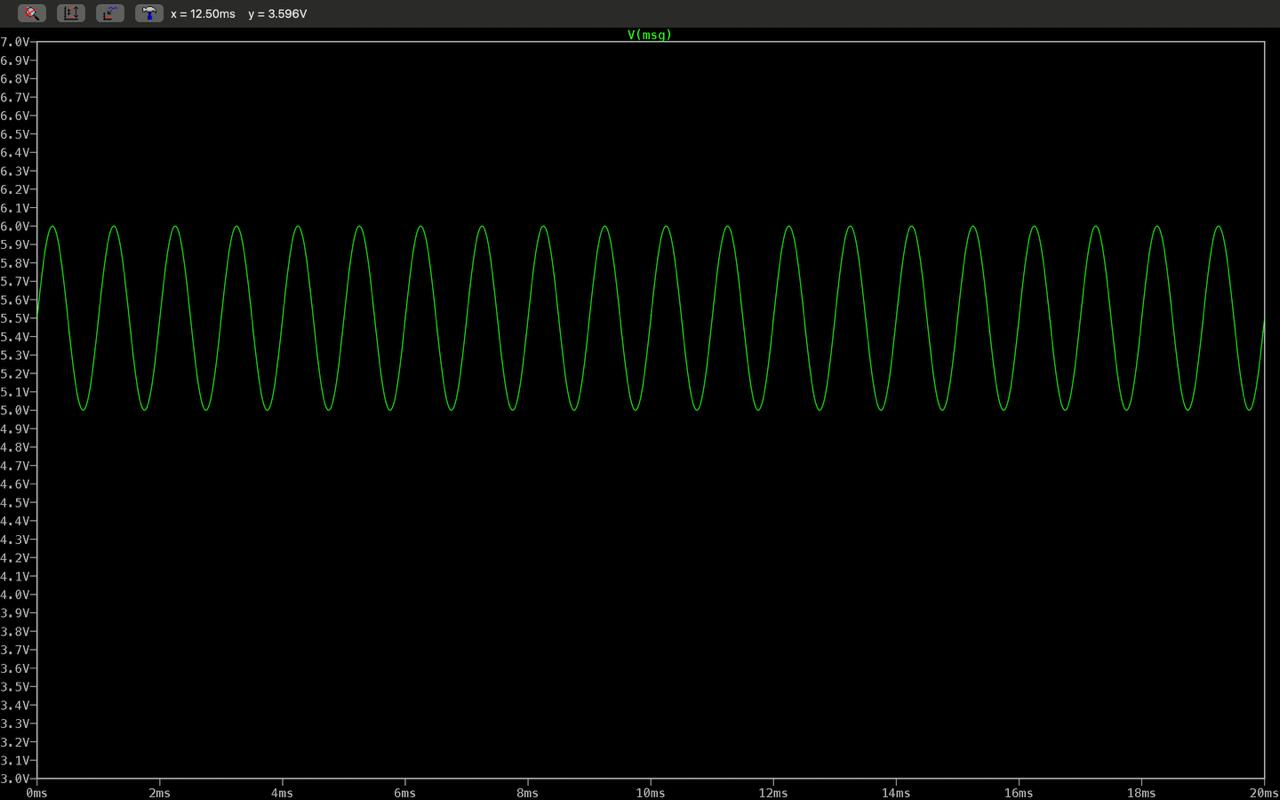 x = 12.50ms y = 3.596V
V(msg)
7.0V
6.9V
6.8V
6.7V
6.6V
6.5V
6.4V
6.3V
6.2V
6.1V
6.0V
5.9V
5.8V
5.7V
5.6V
5.5V
5.4V
5.3V
5.2V
5.1V
5.0V
4.9V
4.8V
4.7V
4.6V
4.5V
4.4V
4.3V
4.2V
4.1V
4.0V
3.9V
3.8V
3.7V
3.6V
3.5V
3.4V
3.3V
3.2V
3.1V
3.0V
0ms 2ms 4ms 6ms 8ms 10ms 12ms 14ms 16ms 18ms 20ms